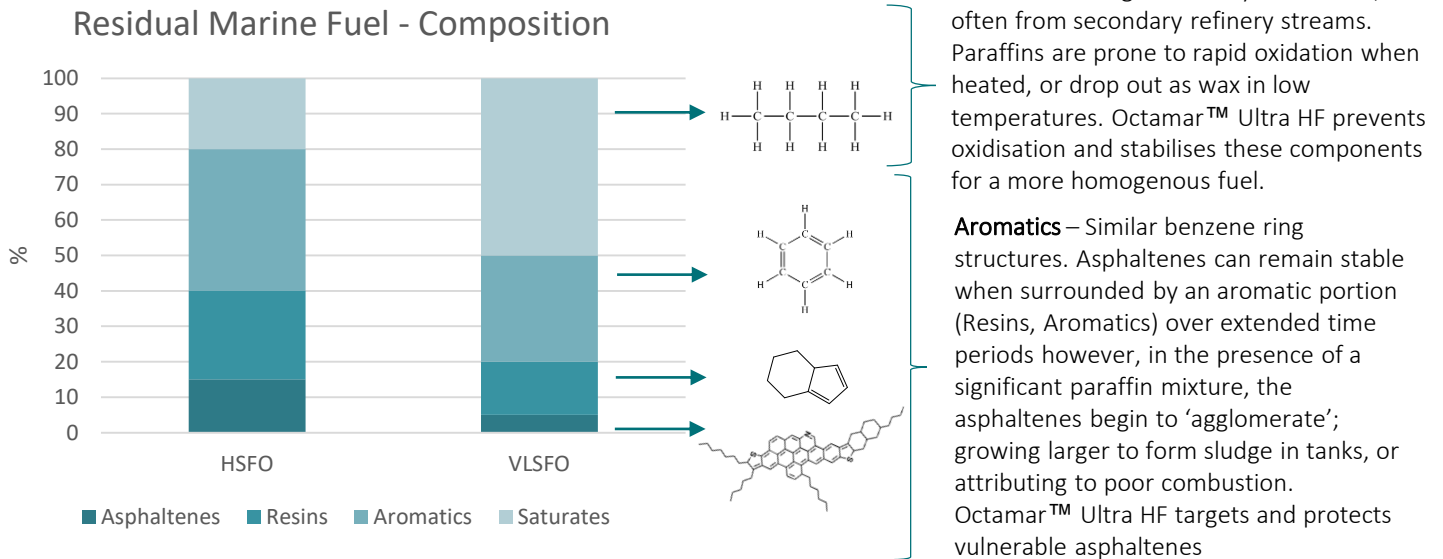 Residual Marine Fuel - Composition
100
90
80
70
60
50
40
30
20
10
0
%
HSFO
VLSFO
Asphaltenes Resins Aromatics Saturates
H H H H
H C C C C H
H H H H
H
H C H
C C
C C
H C H
H
N
S
S
often from secondary refinery streams.
Paraffins are prone to rapid oxidation when
heated, or drop out as wax in low
temperatures. Octamar™ Ultra HF prevents
oxidisation and stabilises these components
for a more homogenous fuel.
Aromatics – Similar benzene ring
structures. Asphaltenes can remain stable
when surrounded by an aromatic portion
(Resins, Aromatics) over extended time
periods however, in the presence of a
significant paraffin mixture, the
asphaltenes begin to ‘agglomerate’;
growing larger to form sludge in tanks, or
attributing to poor combustion.
Octamar™ Ultra HF targets and protects
vulnerable asphaltenes